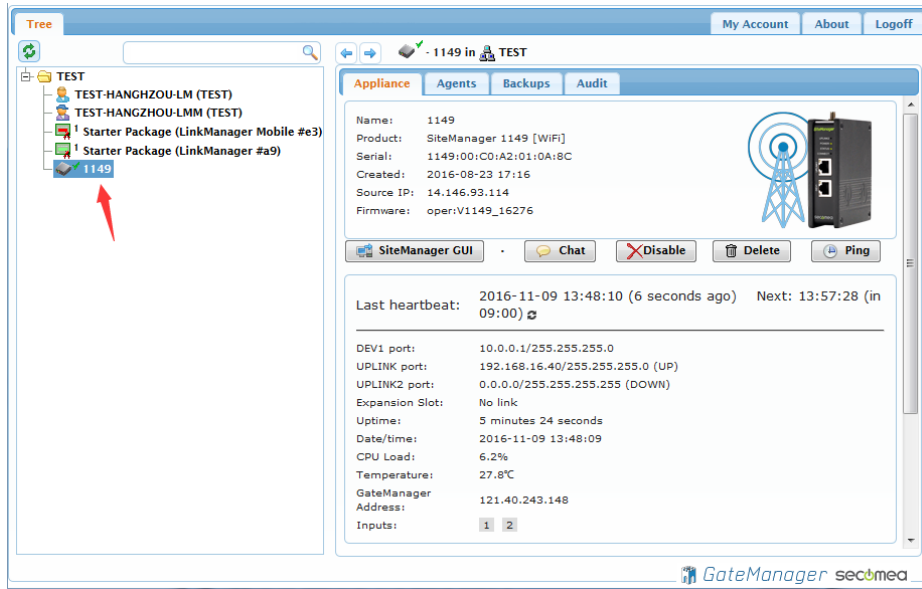 Tree
My Account About Logoff
- 1149 in TEST
TEST
TEST-HANGHZOU-LM (TEST)
TEST-HANGZHOU-LMM (TEST)
1 Starter Package (LinkManager Mobile #e3)
1 Starter Package (LinkManager #a9)
1149
Appliance Agents Backups Audit
Name: 1149
Product: SiteManager 1149 [WiFi]
Serial: 1149:00:C0:A2:01:0A:8C
Created: 2016-08-23 17:16
Source IP: 14.146.93.114
Firmware: oper:V1149_16276
secomea
SiteManager GUI · Chat Disable Delete Ping
Last heartbeat: 2016-11-09 13:48:10 (6 seconds ago) Next: 13:57:28 (in
09:00)
DEV1 port: 10.0.0.1/255.255.255.0
UPLINK port: 192.168.16.40/255.255.255.0 (UP)
UPLINK2 port: 0.0.0.0/255.255.255.255 (DOWN)
Expansion Slot: No link
Uptime: 5 minutes 24 seconds
Date/time: 2016-11-09 13:48:09
CPU Load: 6.2%
Temperature: 27.8℃
GateManager
Address: 121.40.243.148
Inputs: 1 2
GateManager secomea